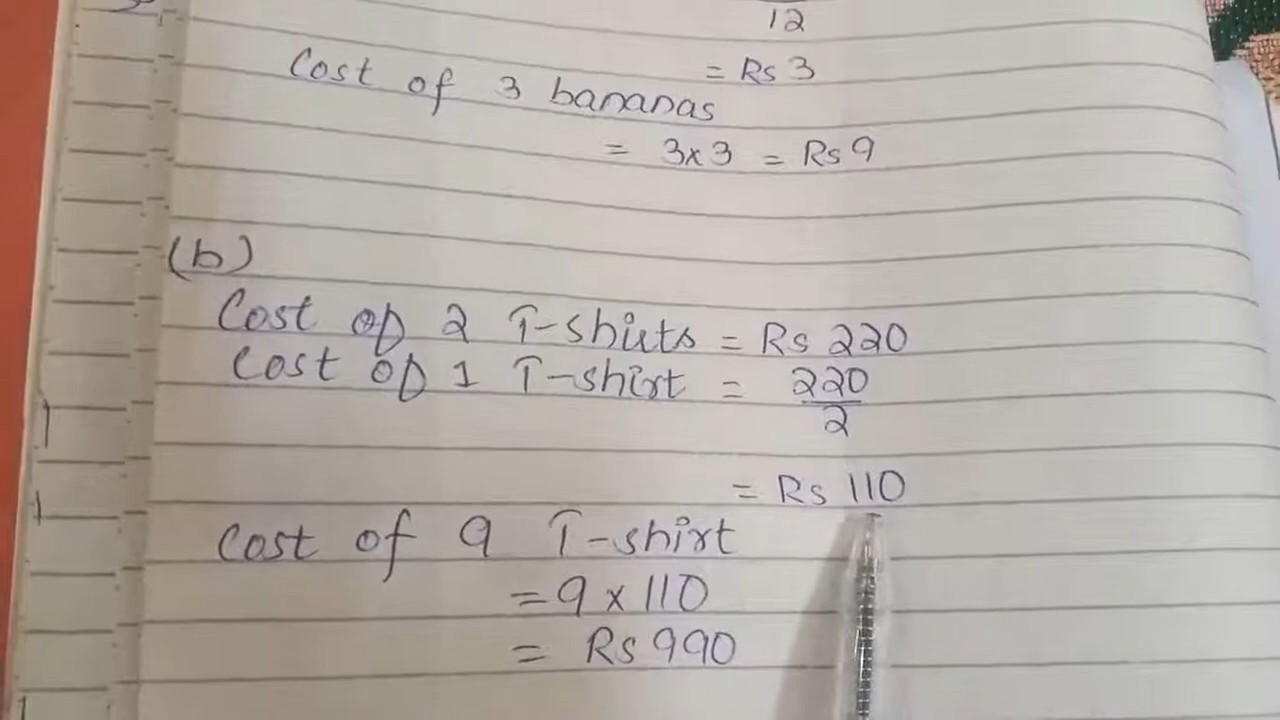 12
= Rs 3
Cost of 3 bananas
= 3x3 = Rs 9
(b)
Cost of 2 T-shirts = Rs 220
Cost of 1 T-shirt = 220
2
= Rs 110
Cost of 9 T-shirt
= 9 x 110
= Rs 990